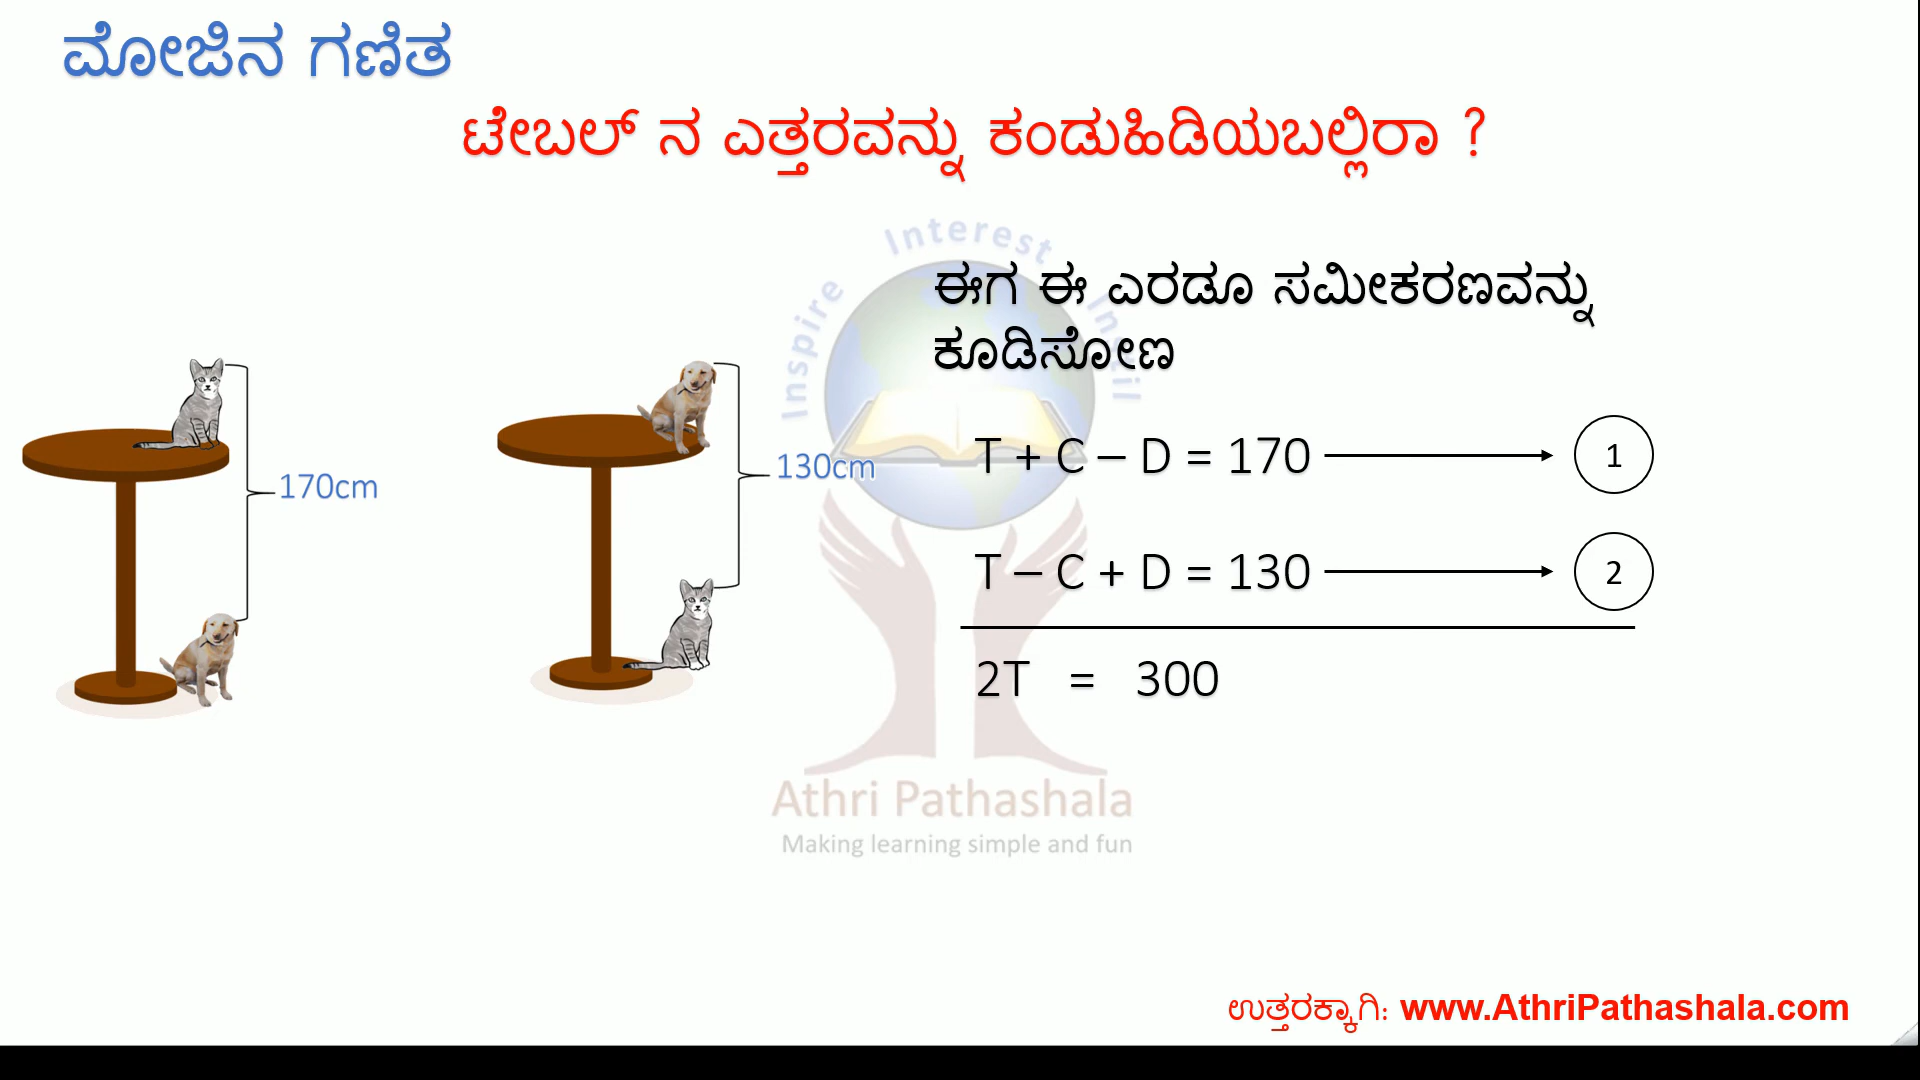 ಮೋಜಿನ ಗಣಿತ
ಟೇಬಲ್ ನ ಎತ್ತರವನ್ನು ಕಂಡುಹಿಡಿಯಬಲ್ಲಿರಾ ?
Inspire Interest Instil
ಈಗ ಈ ಎರಡೂ ಸಮೀಕರಣವನ್ನು
ಕೂಡಿಸೋಣ
170cm
130cm
T + C – D = 170 1
T – C + D = 130 2
2T = 300
Athri Pathashala
Making learning simple and fun
ಉತ್ತರಕ್ಕಾಗಿ: www.AthriPathashala.com